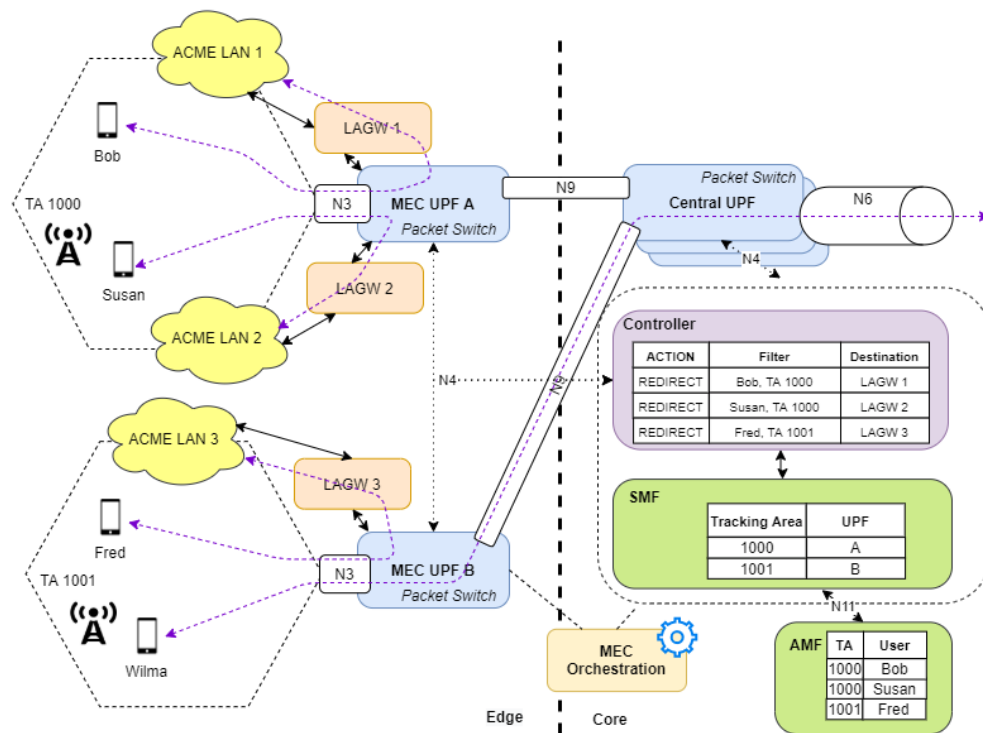 ACME LAN 1
LAGW 1
Bob
TA 1000
N3
MEC UPF A
Packet Switch
N9
Packet Switch
Central UPF
N6
N4
Susan
LAGW 2
ACME LAN 2
N4
N9
Controller
ACTION Filter Destination
REDIRECT Bob, TA 1000 LAGW 1
REDIRECT Susan, TA 1000 LAGW 2
REDIRECT Fred, TA 1001 LAGW 3
ACME LAN 3
LAGW 3
Fred
TA 1001
N3
MEC UPF B
Packet Switch
Wilma
SMF
Tracking Area UPF
1000 A
1001 B
N11
MEC
Orchestration
AMF
TA User
1000 Bob
1000 Susan
1001 Fred
Edge
Core